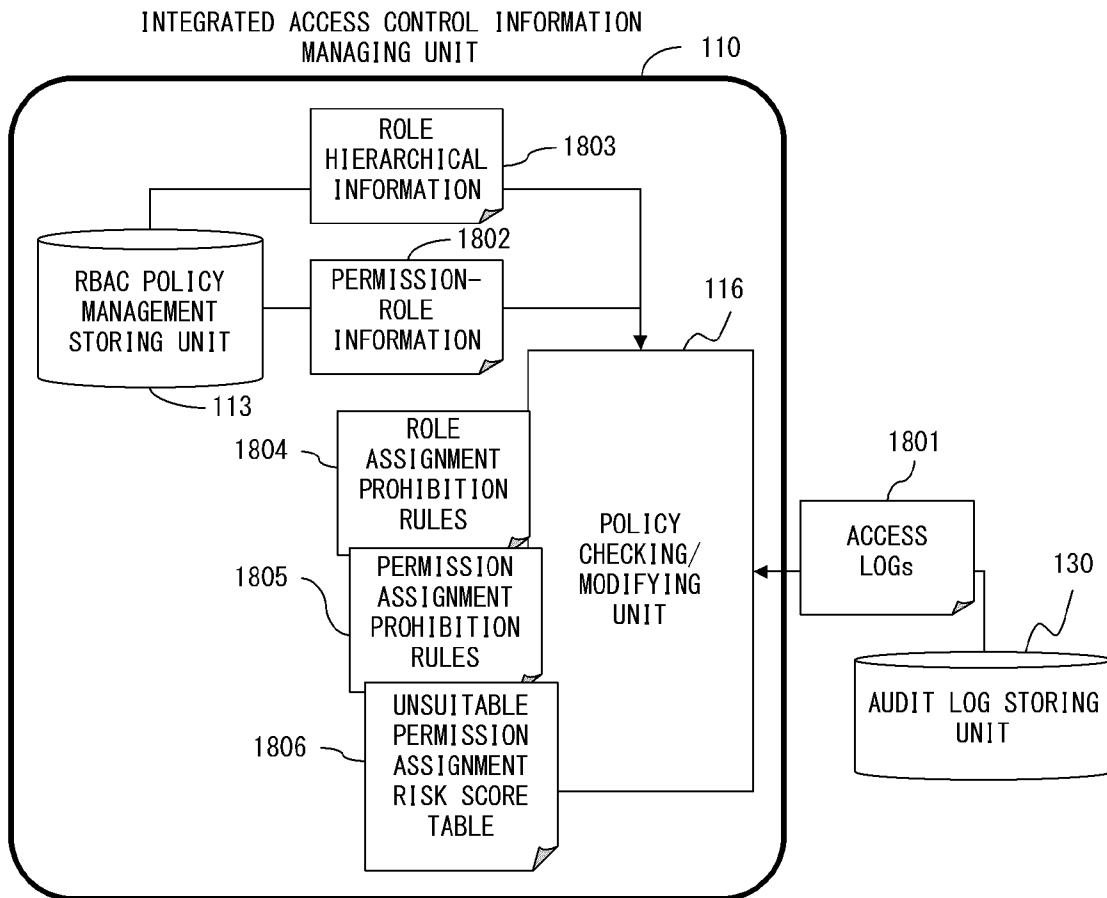 INTEGRATED ACCESS CONTROL INFORMATION
MANAGING UNIT
110
ROLE
HIERARCHICAL
INFORMATION
1803
1802
RBAC POLICY
MANAGEMENT
STORING UNIT
PERMISSION-
ROLE
INFORMATION
116
113
1804
ROLE
ASSIGNMENT
PROHIBITION
RULES
1801
POLICY
CHECKING/
MODIFYING
UNIT
ACCESS
LOGs
1805
PERMISSION
ASSIGNMENT
PROHIBITION
RULES
130
1806
UNSUITABLE
PERMISSION
ASSIGNMENT
RISK SCORE
TABLE
AUDIT LOG STORING
UNIT